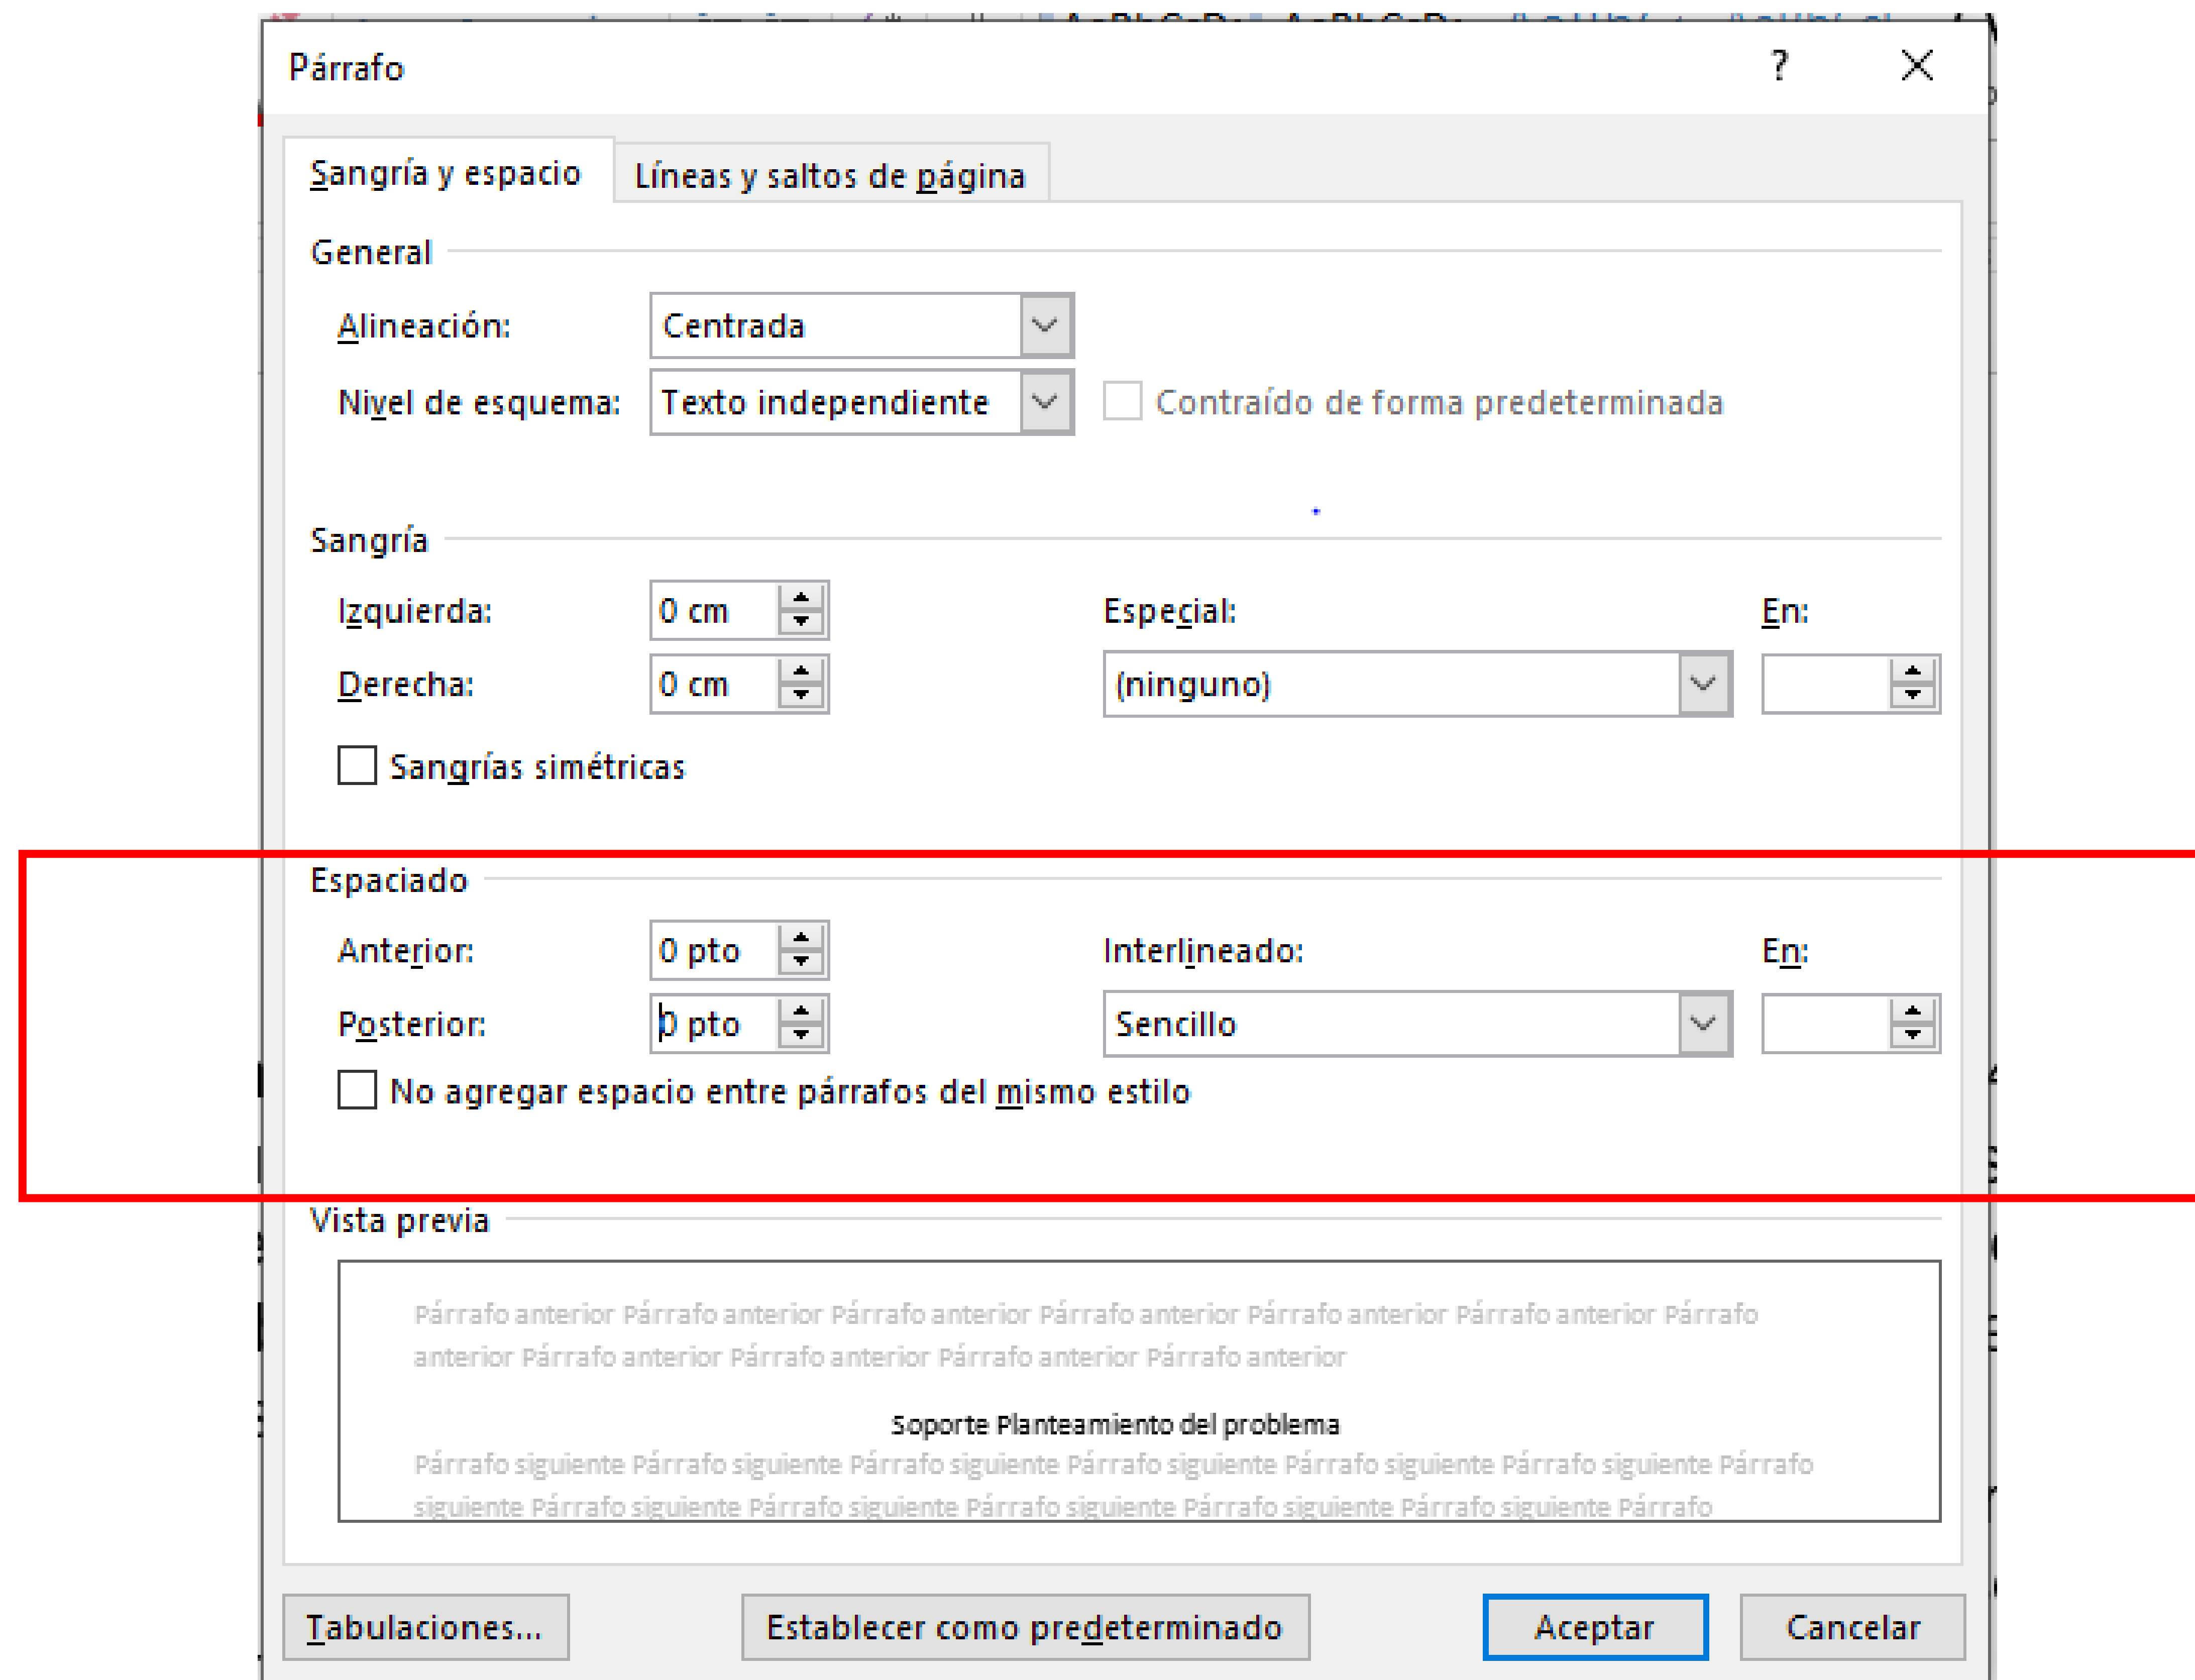 Párrafo ?
Sangría y espacio Líneas y saltos de página
General
Alineación: Centrada
Nivel de esquema: Texto independiente Contraído de forma predeterminada
Sangría
Izquierda: 0 cm Especial: En:
Derecha: 0 cm (ninguno)
Sangrías simétricas
Espaciado
Anterior: 0 pto Interlineado: En:
Posterior: 0 pto Sencillo
No agregar espacio entre párrafos del mismo estilo
Vista previa
Párrafo anterior Párrafo anterior Párrafo anterior Párrafo anterior Párrafo anterior Párrafo anterior Párrafo
anterior Párrafo anterior Párrafo anterior Párrafo anterior Párrafo anterior
Soporte Planteamiento del problema
Párrafo siguiente Párrafo siguiente Párrafo siguiente Párrafo siguiente Párrafo siguiente Párrafo siguiente Párrafo
siguiente Párrafo siguiente Párrafo siguiente Párrafo siguiente Párrafo siguiente Párrafo siguiente Párrafo
Tabulaciones... Establecer como predeterminado Aceptar Cancelar